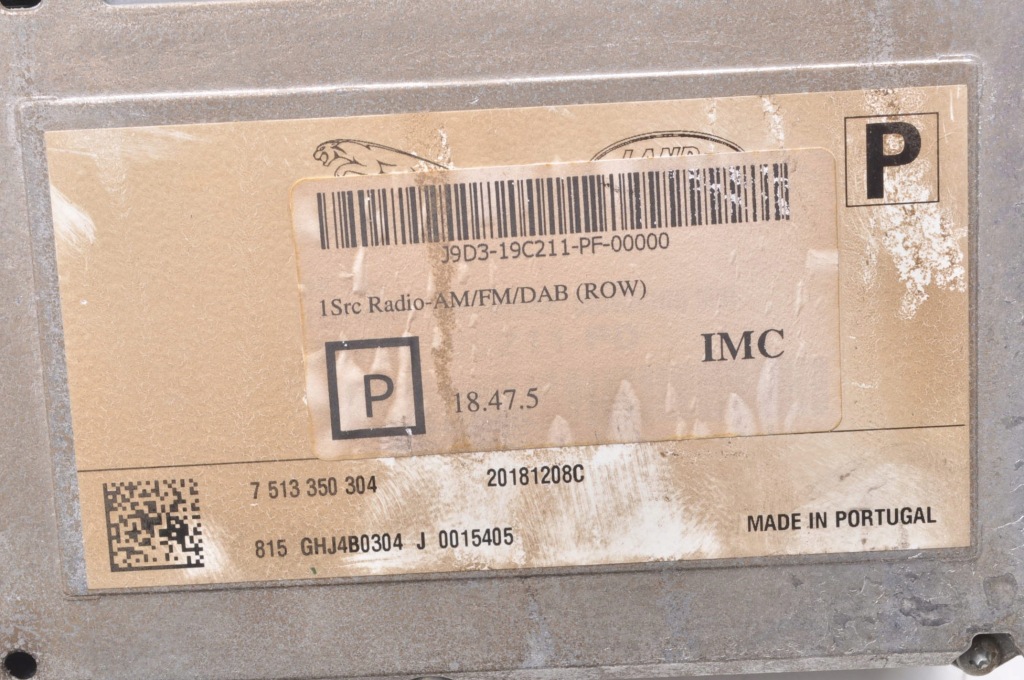 LAND
P
J9D3-19C211-PF-00000
1Src Radio-AM/FM/DAB (ROW)
IMC
P
18.47.5
7 513 350 304
20181208C
815 GHJ4B0304 J 0015405
MADE IN PORTUGAL